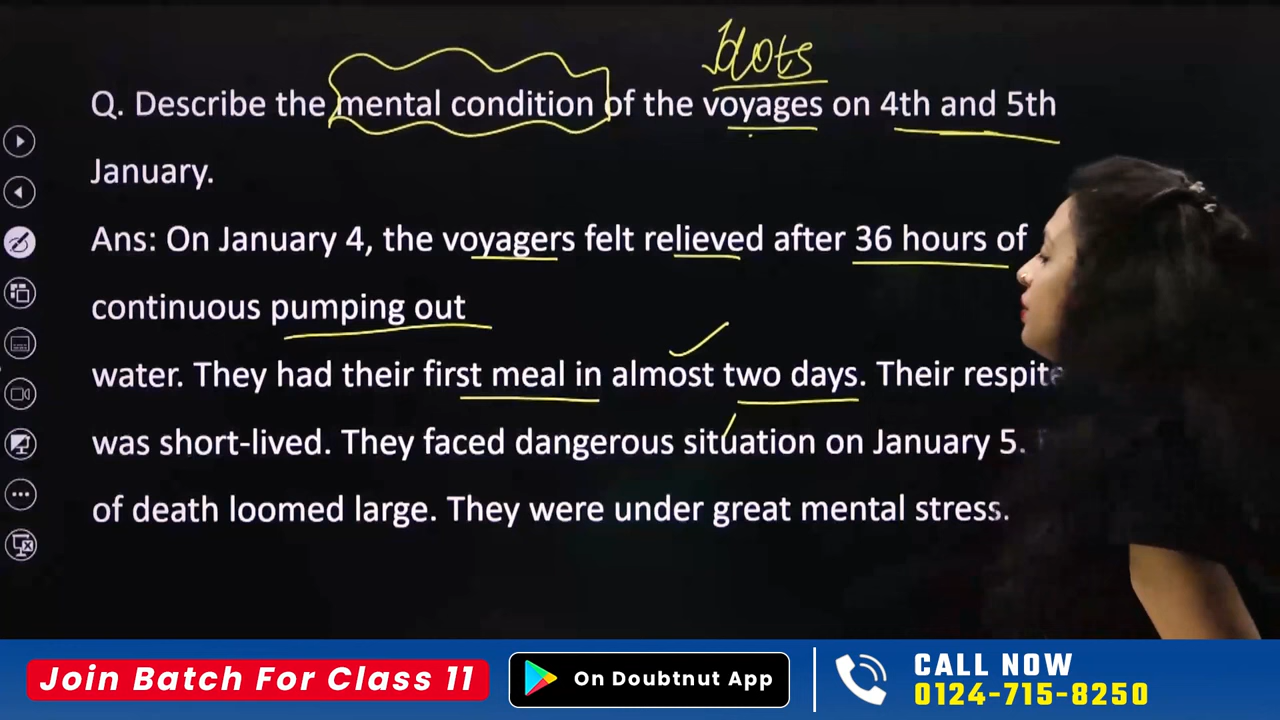 Q. Describe the mental condition of the voyages on 4th and 5th
January.
Ans: On January 4, the voyagers felt relieved after 36 hours of
continuous pumping out
water. They had their first meal in almost two days. Their respite
was short-lived. They faced dangerous situation on January 5.
of death loomed large. They were under great mental stress.
Join Batch For Class 11
On Doubtnut App
CALL NOW
0124-715-8250